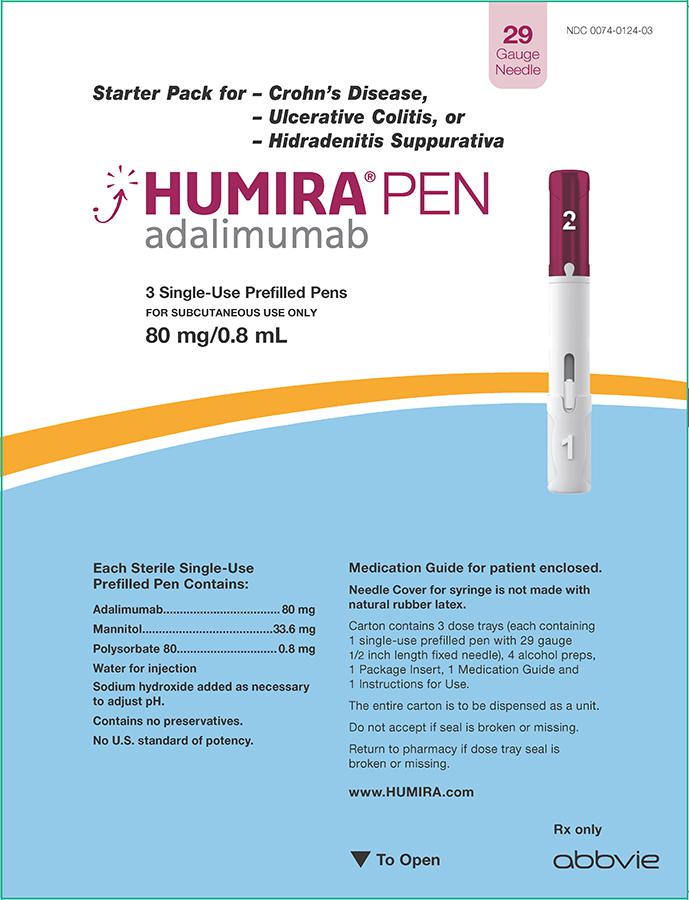 29
Gauge
Needle
NDC 0074-0124-03
Starter Pack for – Crohn’s Disease,
– Ulcerative Colitis, or
– Hidradenitis Suppurativa
HUMIRA® PEN
adalimumab
3 Single-Use Prefilled Pens
FOR SUBCUTANEOUS USE ONLY
80 mg/0.8 mL
2
1
Each Sterile Single-Use
Prefilled Pen Contains:
Adalimumab................................... 80 mg
Mannitol.......................................33.6 mg
Polysorbate 80..............................0.8 mg
Water for injection
Sodium hydroxide added as necessary
to adjust pH.
Contains no preservatives.
No U.S. standard of potency.
Medication Guide for patient enclosed.
Needle Cover for syringe is not made with
natural rubber latex.
Carton contains 3 dose trays (each containing
1 single-use prefilled pen with 29 gauge
1/2 inch length fixed needle), 4 alcohol preps,
1 Package Insert, 1 Medication Guide and
1 Instructions for Use.
The entire carton is to be dispensed as a unit.
Do not accept if seal is broken or missing.
Return to pharmacy if dose tray seal is
broken or missing.
www.HUMIRA.com
Rx only
▼ To Open
abbvie